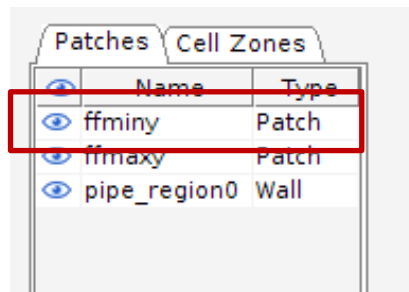 Patches Cell Zones
Name Type
ffminy Patch
ffmaxy Patch
pipe_region0 Wall